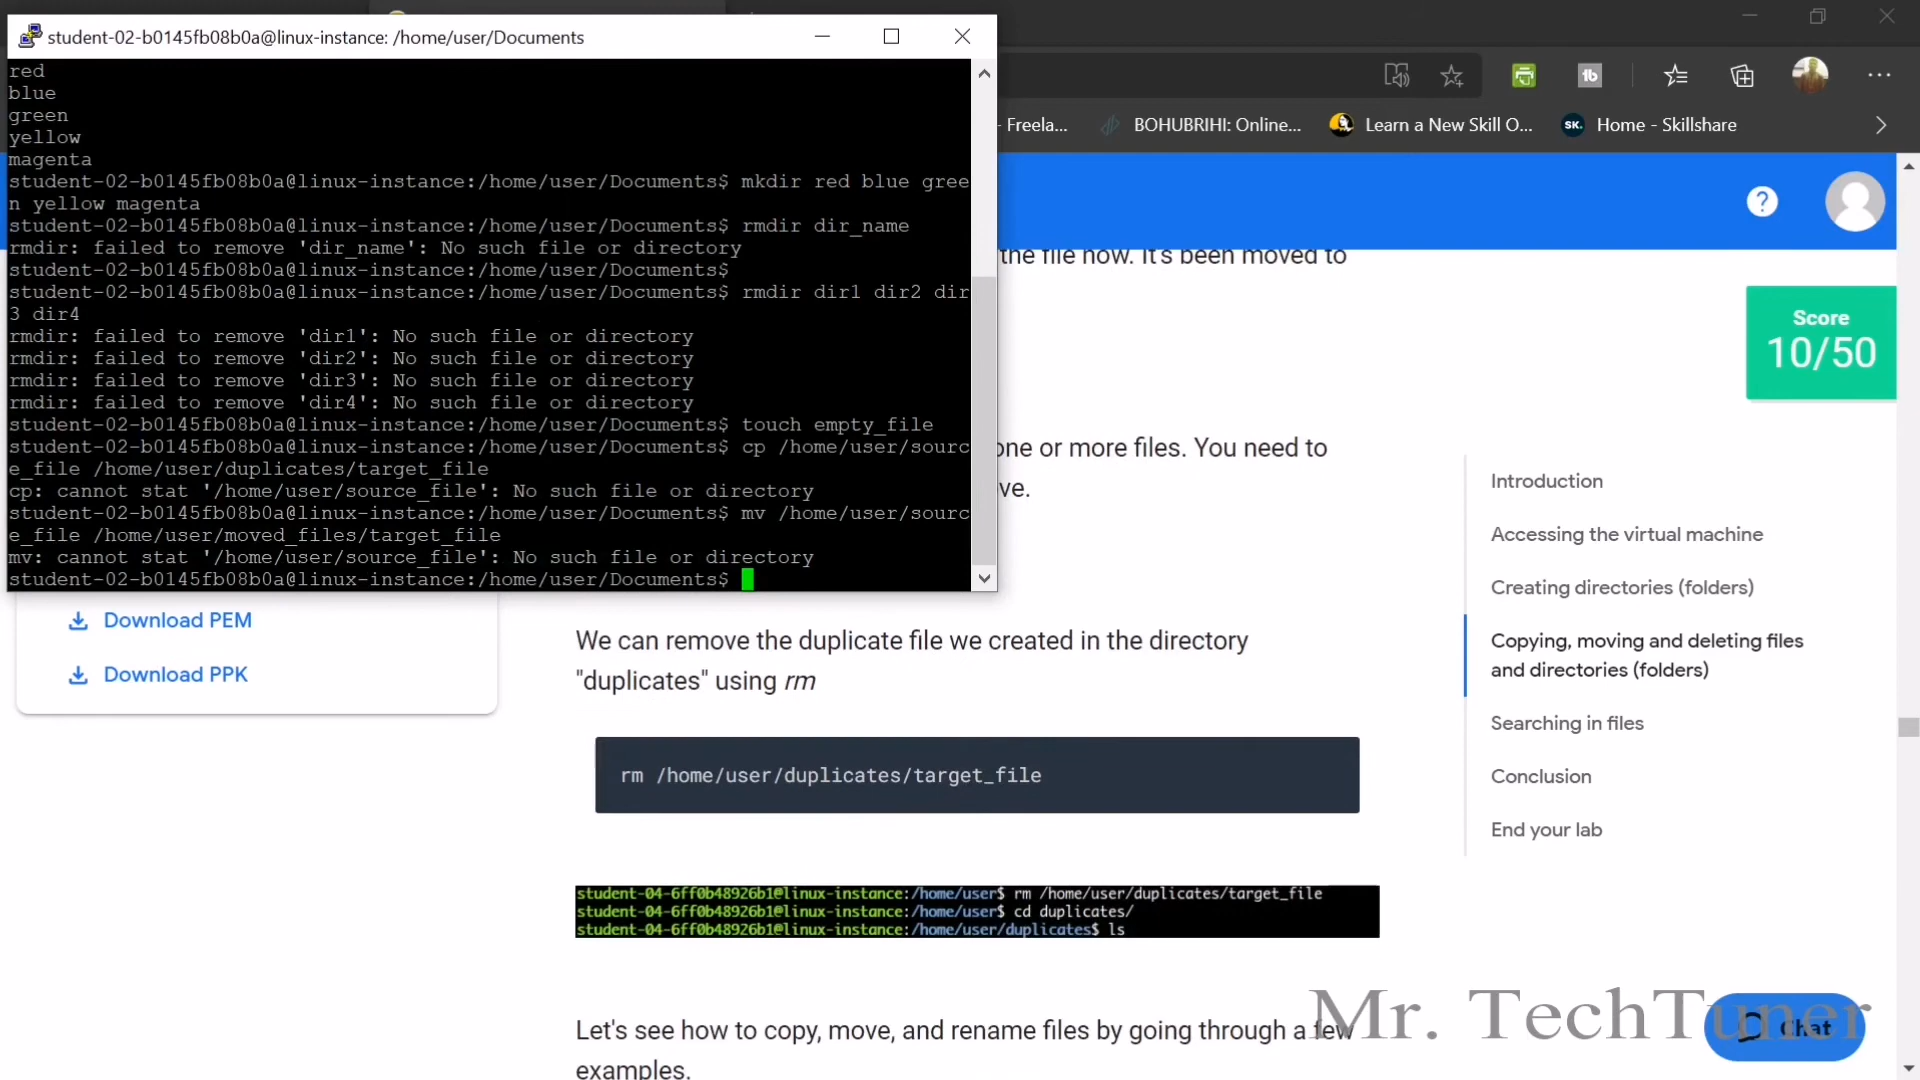 student-02-b0145fb08b0a@linux-instance: /home/user/Documents
red
blue
green
yellow
magenta
student-02-b0145fb08b0a@linux-instance:/home/user/Documents$ mkdir red blue gree
n yellow magenta
student-02-b0145fb08b0a@linux-instance:/home/user/Documents$ rmdir dir_name
rmdir: failed to remove 'dir_name': No such file or directory
student-02-b0145fb08b0a@linux-instance:/home/user/Documents$
student-02-b0145fb08b0a@linux-instance:/home/user/Documents$ rmdir dir1 dir2 dir
3 dir4
rmdir: failed to remove 'dir1': No such file or directory
rmdir: failed to remove 'dir2': No such file or directory
rmdir: failed to remove 'dir3': No such file or directory
rmdir: failed to remove 'dir4': No such file or directory
student-02-b0145fb08b0a@linux-instance:/home/user/Documents$ touch empty_file
student-02-b0145fb08b0a@linux-instance:/home/user/Documents$ cp /home/user/sourc
e_file /home/user/duplicates/target_file
cp: cannot stat '/home/user/source_file': No such file or directory
student-02-b0145fb08b0a@linux-instance:/home/user/Documents$ mv /home/user/sourc
e_file /home/user/moved_files/target_file
mv: cannot stat '/home/user/source_file': No such file or directory
student-02-b0145fb08b0a@linux-instance:/home/user/Documents$
tb
- Freela... BOHUBRIHI: Online... Learn a New Skill O... SK. Home - Skillshare
?
the file now. It's been moved to
Score
10/50
one or more files. You need to
ve.
Download PEM
Download PPK
We can remove the duplicate file we created in the directory
"duplicates" using rm
rm /home/user/duplicates/target_file
student-04-6ff0b48926b1@linux-instance:/home/user$ rm /home/user/duplicates/target_file
student-04-6ff0b48926b1@linux-instance:/home/user$ cd duplicates/
student-04-6ff0b48926b1@linux-instance:/home/user/duplicates$ ls
Let's see how to copy, move, and rename files by going through a few
examples.
Introduction
Accessing the virtual machine
Creating directories (folders)
Copying, moving and deleting files
and directories (folders)
Searching in files
Conclusion
End your lab
Chat
Mr. TechTuner